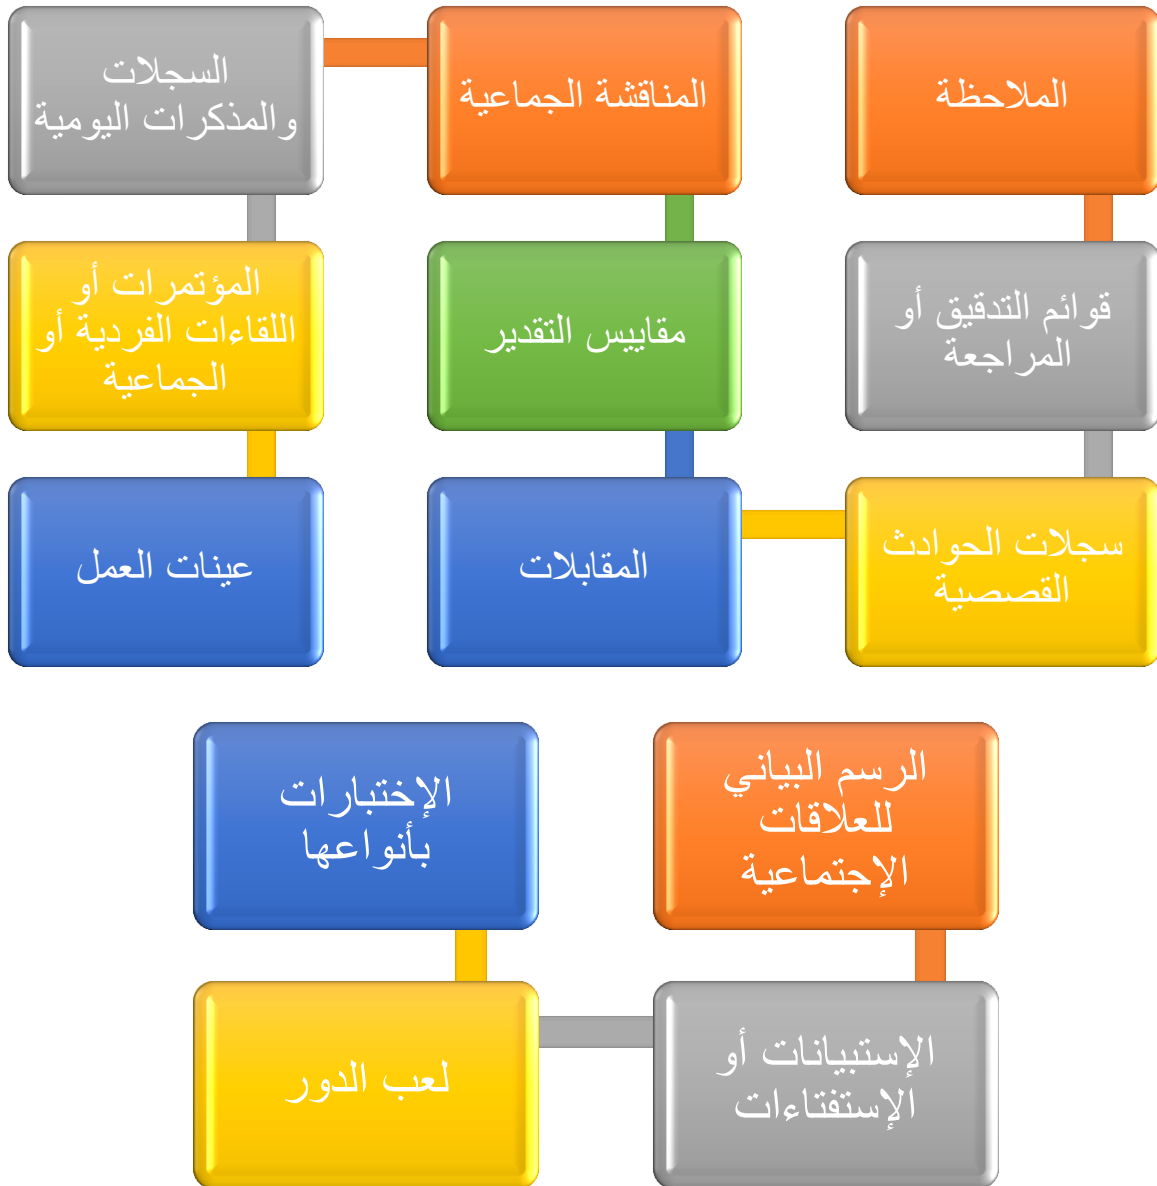 الملاحظة
قوائم التدقيق أو
المراجعة
سجلات الحوادث
القصصية
المقابلات
مقاييس التقدير
المناقشة الجماعية
السجلات
والمذكرات اليومية
المؤتمرات أو
اللقاءات الفردية أو
الجماعية
عينات العمل
الرسم البياني
للعلاقات
الإجتماعية
الإستبيانات أو
الإستفتاءات
لعب الدور
الإختبارات
بأنواعها